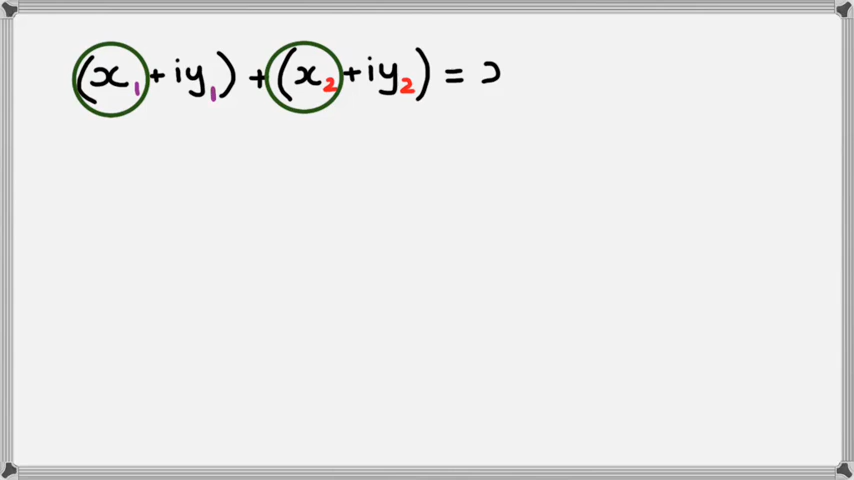 (x₁+iy₁) + (x₂+iy₂) =